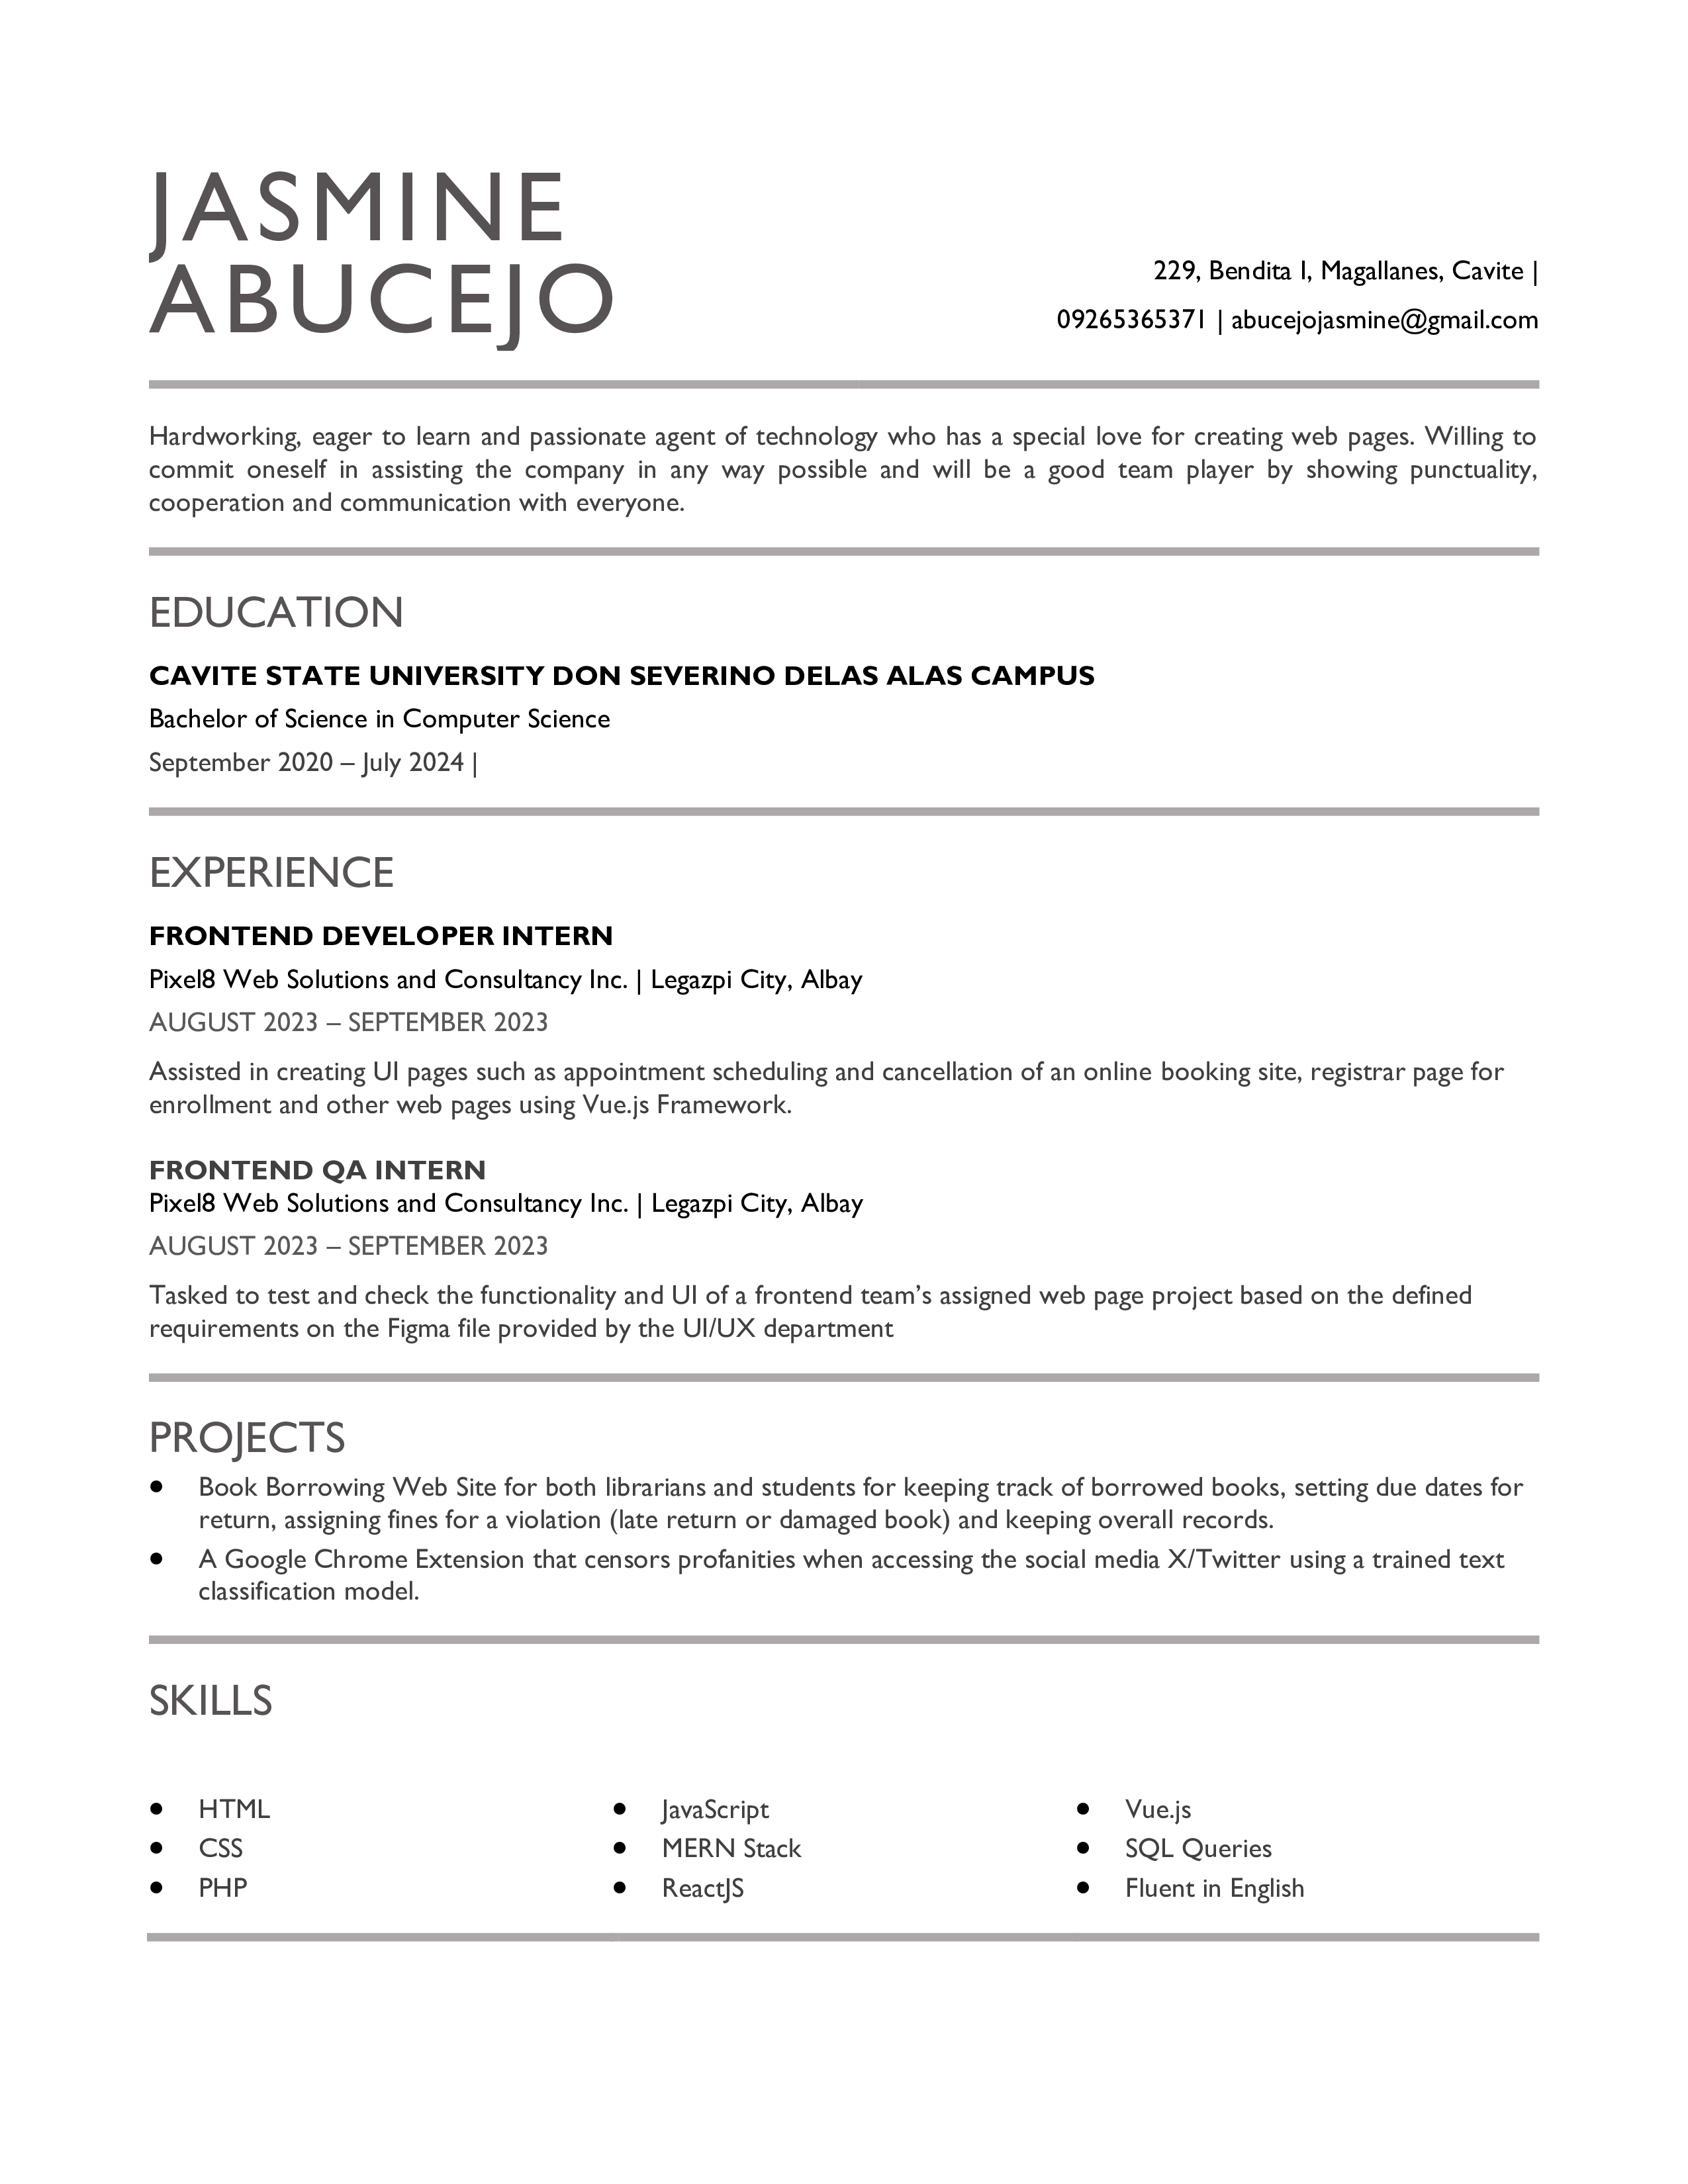 JASMINE
ABUCEJO
229, Bendita I, Magallanes, Cavite |
09265365371 | abucejojasmine@gmail.com
Hardworking, eager to learn and passionate agent of technology who has a special love for creating web pages. Willing to
commit oneself in assisting the company in any way possible and will be a good team player by showing punctuality,
cooperation and communication with everyone.
EDUCATION
CAVITE STATE UNIVERSITY DON SEVERINO DELAS ALAS CAMPUS
Bachelor of Science in Computer Science
September 2020 – July 2024 |
EXPERIENCE
FRONTEND DEVELOPER INTERN
Pixel8 Web Solutions and Consultancy Inc. | Legazpi City, Albay
AUGUST 2023 – SEPTEMBER 2023
Assisted in creating UI pages such as appointment scheduling and cancellation of an online booking site, registrar page for
enrollment and other web pages using Vue.js Framework.
FRONTEND QA INTERN
Pixel8 Web Solutions and Consultancy Inc. | Legazpi City, Albay
AUGUST 2023 – SEPTEMBER 2023
Tasked to test and check the functionality and UI of a frontend team’s assigned web page project based on the defined
requirements on the Figma file provided by the UI/UX department
PROJECTS
● Book Borrowing Web Site for both librarians and students for keeping track of borrowed books, setting due dates for
return, assigning fines for a violation (late return or damaged book) and keeping overall records.
● A Google Chrome Extension that censors profanities when accessing the social media X/Twitter using a trained text
classification model.
SKILLS
● HTML
● CSS
● PHP
● JavaScript
● MERN Stack
● ReactJS
● Vue.js
● SQL Queries
● Fluent in English